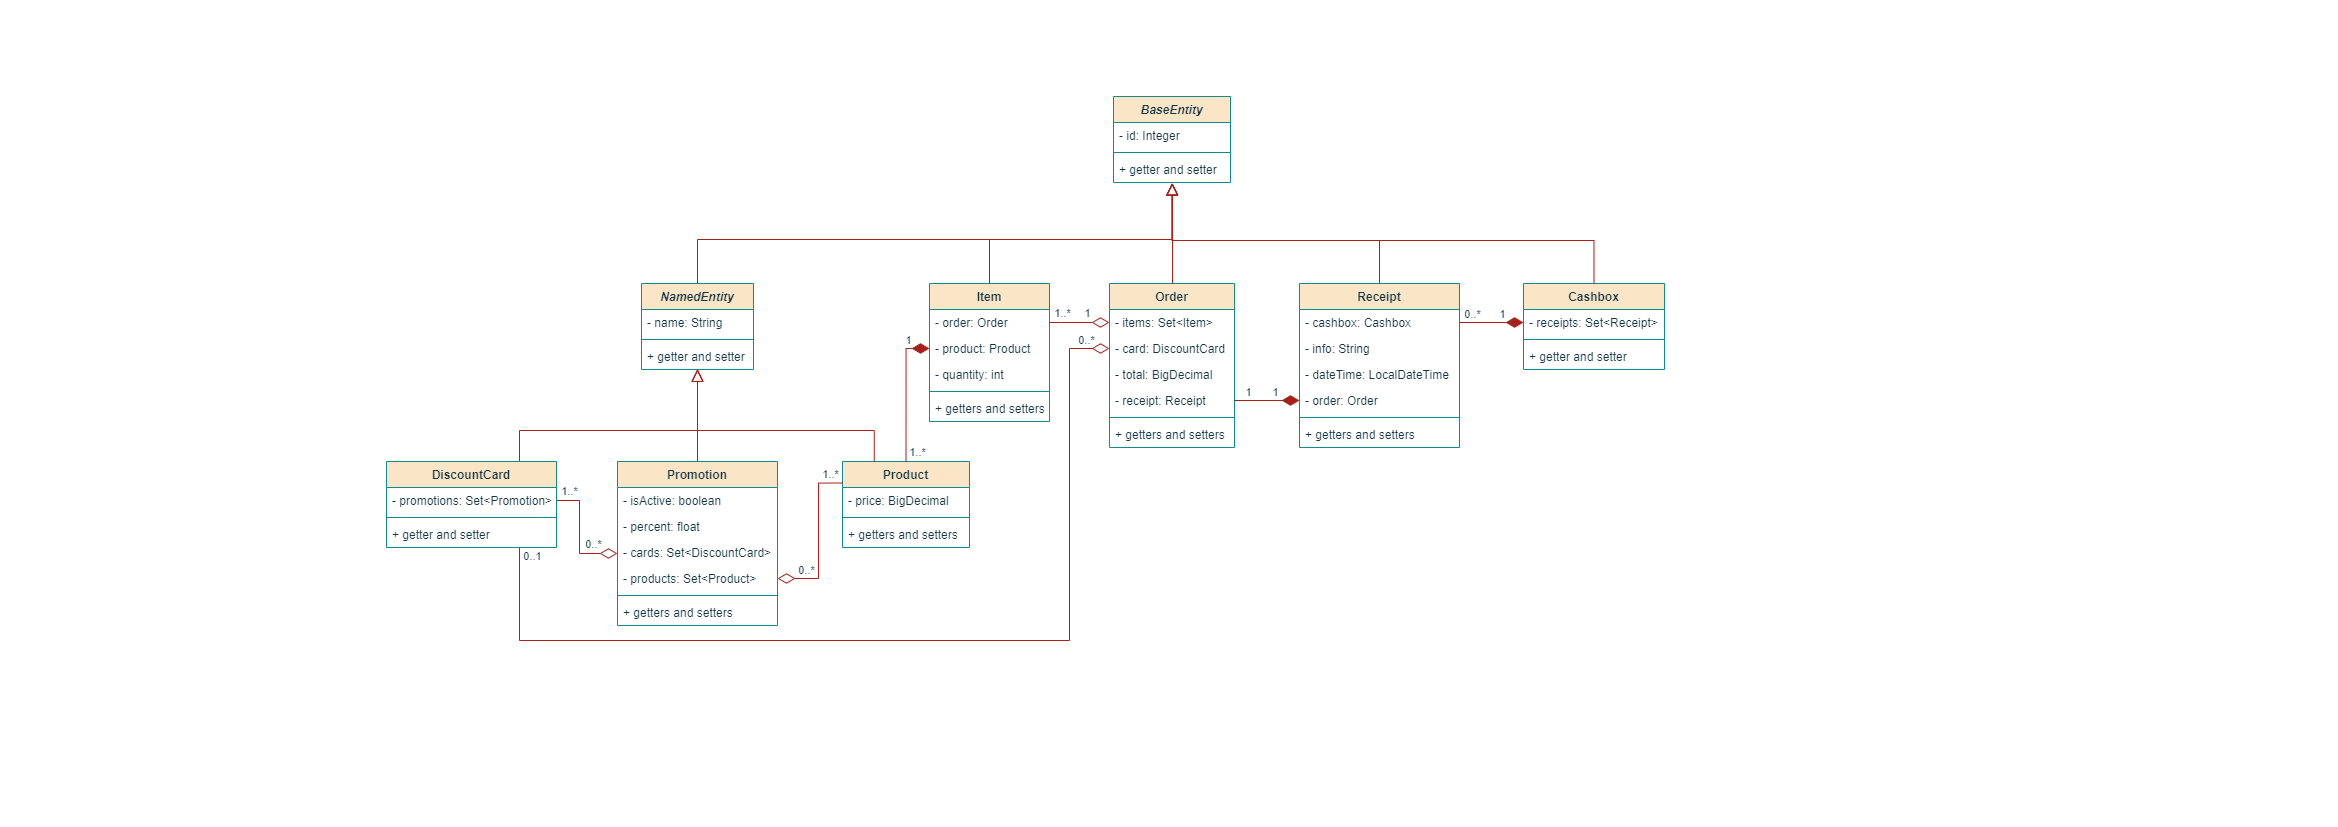 BaseEntity
- id: Integer
+ getter and setter
NamedEntity
- name: String
+ getter and setter
Item
- order: Order
- product: Product
- quantity: int
+ getters and setters
1..*
1
1
1..*
Order
- items: Set<Item>
- card: DiscountCard
- total: BigDecimal
- receipt: Receipt
+ getters and setters
0..*
1
1
Receipt
- cashbox: Cashbox
- info: String
- dateTime: LocalDateTime
- order: Order
+ getters and setters
0..*
1
Cashbox
- receipts: Set<Receipt>
+ getter and setter
DiscountCard
- promotions: Set<Promotion>
+ getter and setter
1..*
0..*
0..1
Promotion
- isActive: boolean
- percent: float
- cards: Set<DiscountCard>
- products: Set<Product>
+ getters and setters
1..*
0..*
Product
- price: BigDecimal
+ getters and setters